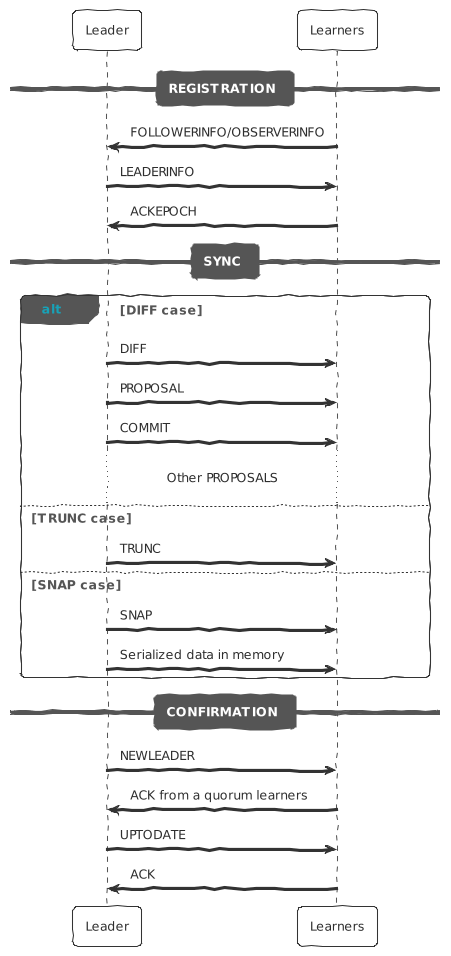 Leader Learners
REGISTRATION
FOLLOWERINFO/OBSERVERINFO
LEADERINFO
ACKEPOCH
SYNC
alt [DIFF case]
DIFF
PROPOSAL
COMMIT
Other PROPOSALS
[TRUNC case]
TRUNC
[SNAP case]
SNAP
Serialized data in memory
CONFIRMATION
NEWLEADER
ACK from a quorum learners
UPTODATE
ACK
Leader Learners